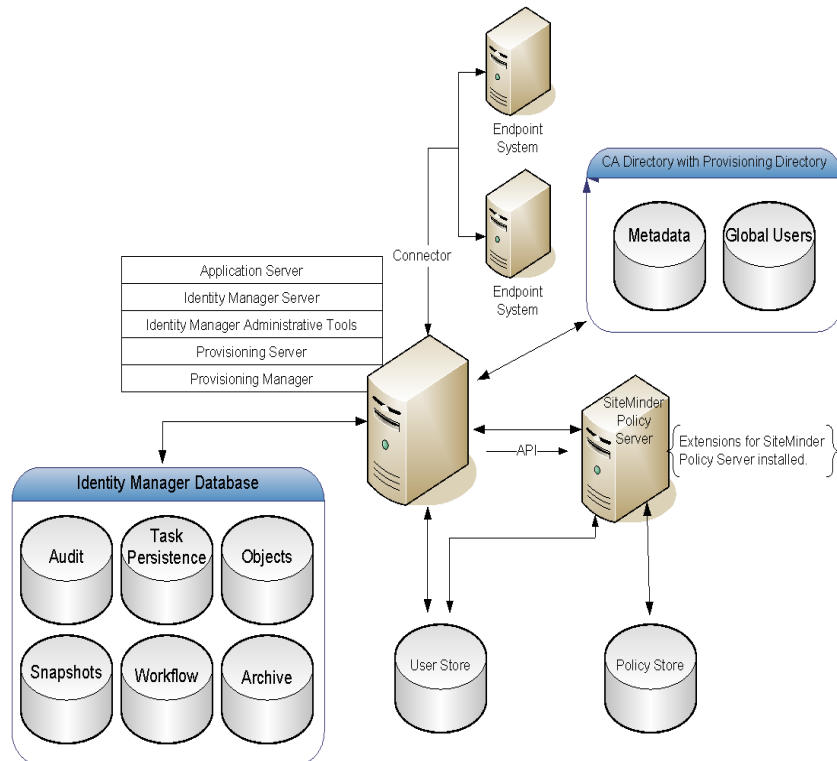 Endpoint
System
CA Directory with Provisioning Directory
Metadata
Global Users
Connector
Endpoint
System
Application Server
Identity Manager Server
Identity Manager Administrative Tools
Provisioning Server
Provisioning Manager
SiteMinder
Policy
Server
Extensions for SiteMinder
Policy Server installed.
API
Identity Manager Database
Audit
Task
Persistence
Objects
Snapshots
Workflow
Archive
User Store
Policy Store